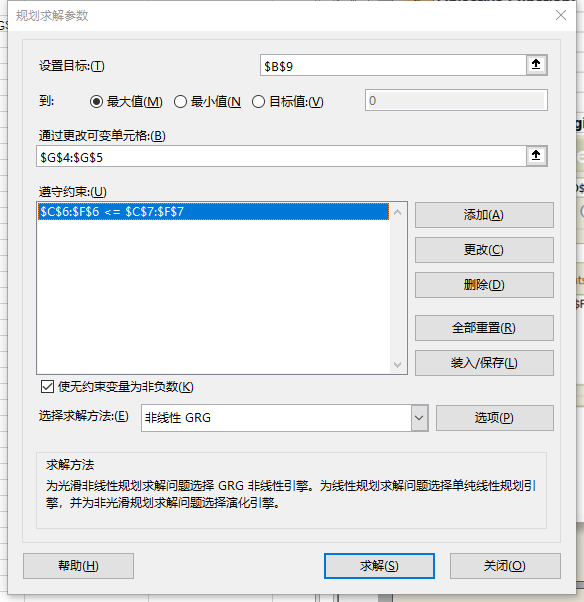 规划求解参数
设置目标:(T)
$B$9
到:
最大值(M)
最小值(N
目标值:(V)
0
通过更改可变单元格:(B)
$G$4:$G$5
遵守约束:(U)
$C$6:$F$6 <= $C$7:$F$7
添加(A)
更改(C)
删除(D)
全部重置(R)
装入/保存(L)
使无约束变量为非负数(K)
选择求解方法:(E)
非线性 GRG
选项(P)
求解方法
为光滑非线性规划求解问题选择 GRG 非线性引擎。为线性规划求解问题选择单纯线性规划引
擎，并为非光滑规划求解问题选择演化引擎。
帮助(H)
求解(S)
关闭(O)